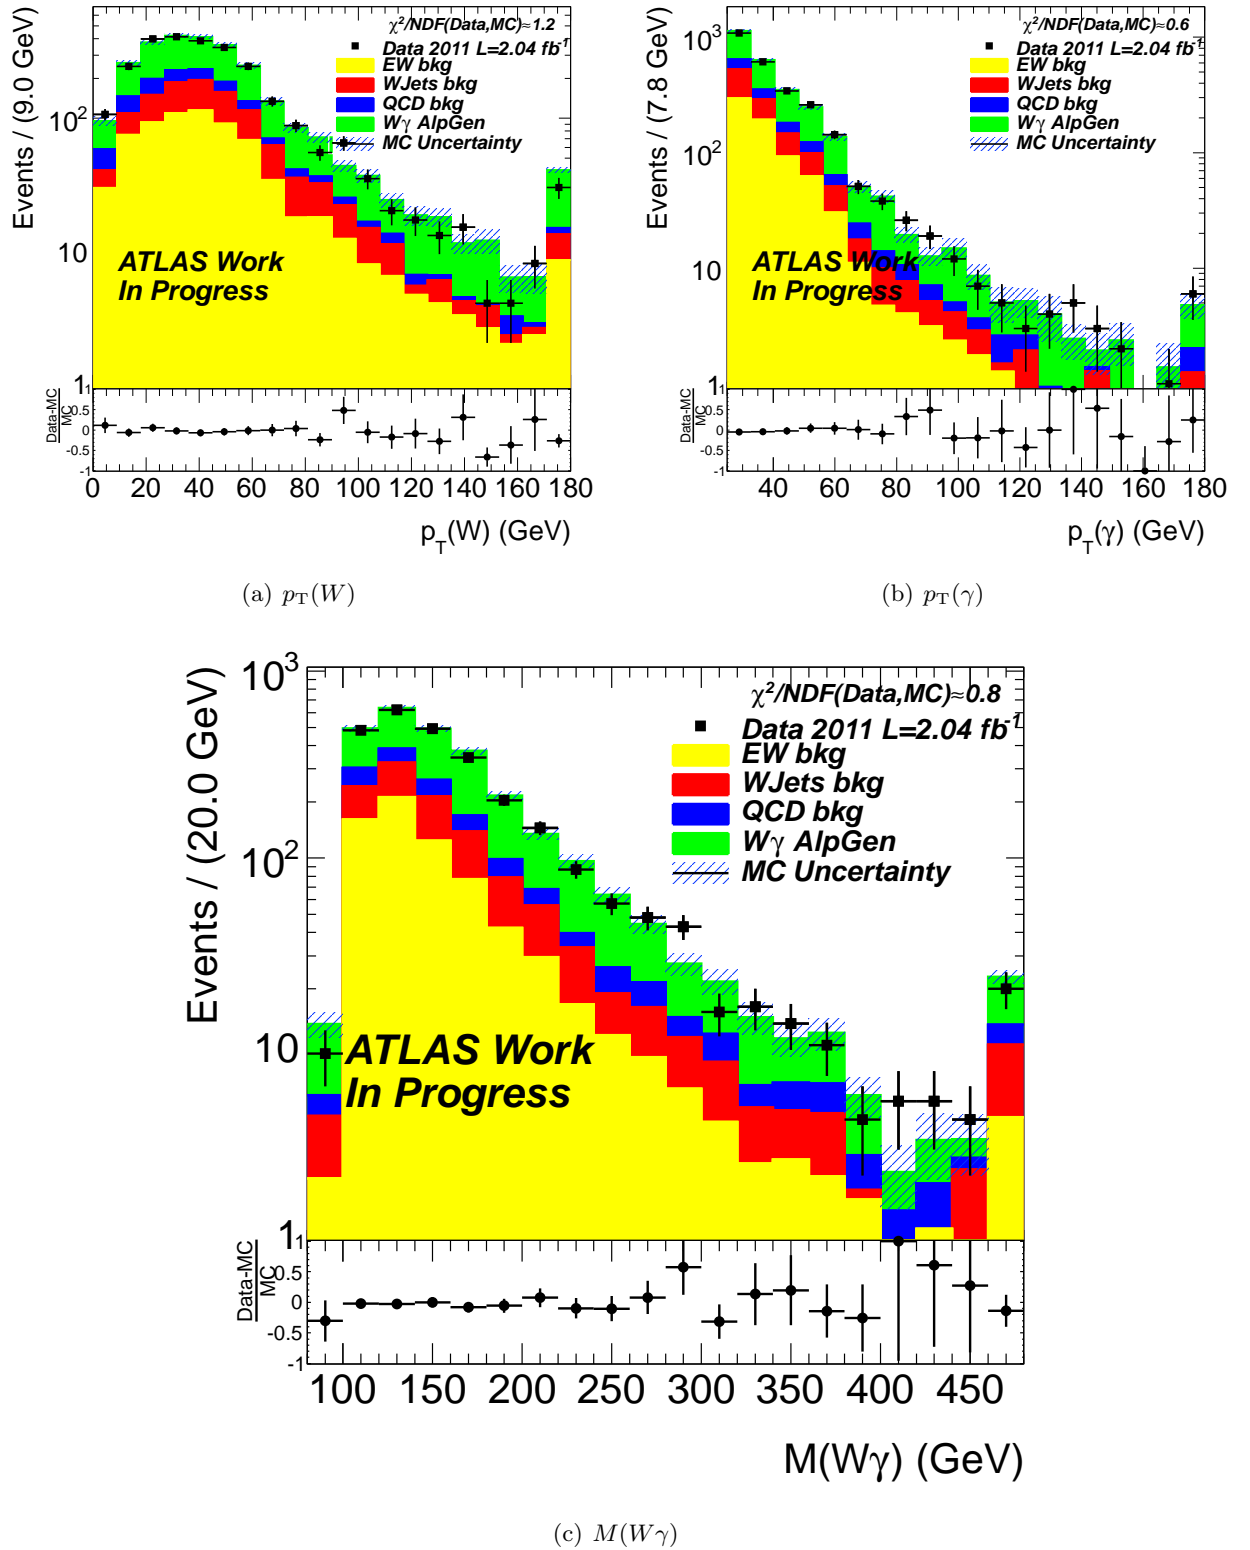 Events / (9.0 GeV)
10²
10
1
χ²/NDF(Data,MC)≈1.2
Data 2011 L=2.04 fb⁻¹
EW bkg
WJets bkg
QCD bkg
Wγ AlpGen
MC Uncertainty
ATLAS Work
In Progress
Data-MC
MC
1
0.5
0
-0.5
-1
0 20 40 60 80 100 120 140 160 180
p_T(W) (GeV)
(a) p_T(W)
Events / (7.8 GeV)
10³
10²
10
1
χ²/NDF(Data,MC)≈0.6
Data 2011 L=2.04 fb⁻¹
EW bkg
WJets bkg
QCD bkg
Wγ AlpGen
MC Uncertainty
ATLAS Work
In Progress
Data-MC
MC
1
0.5
0
-0.5
-1
40 60 80 100 120 140 160 180
p_T(γ) (GeV)
(b) p_T(γ)
Events / (20.0 GeV)
10³
10²
10
1
χ²/NDF(Data,MC)≈0.8
Data 2011 L=2.04 fb⁻¹
EW bkg
WJets bkg
QCD bkg
Wγ AlpGen
MC Uncertainty
ATLAS Work
In Progress
Data-MC
MC
1
0.5
0
-0.5
-1
100 150 200 250 300 350 400 450
M(Wγ) (GeV)
(c) M(Wγ)